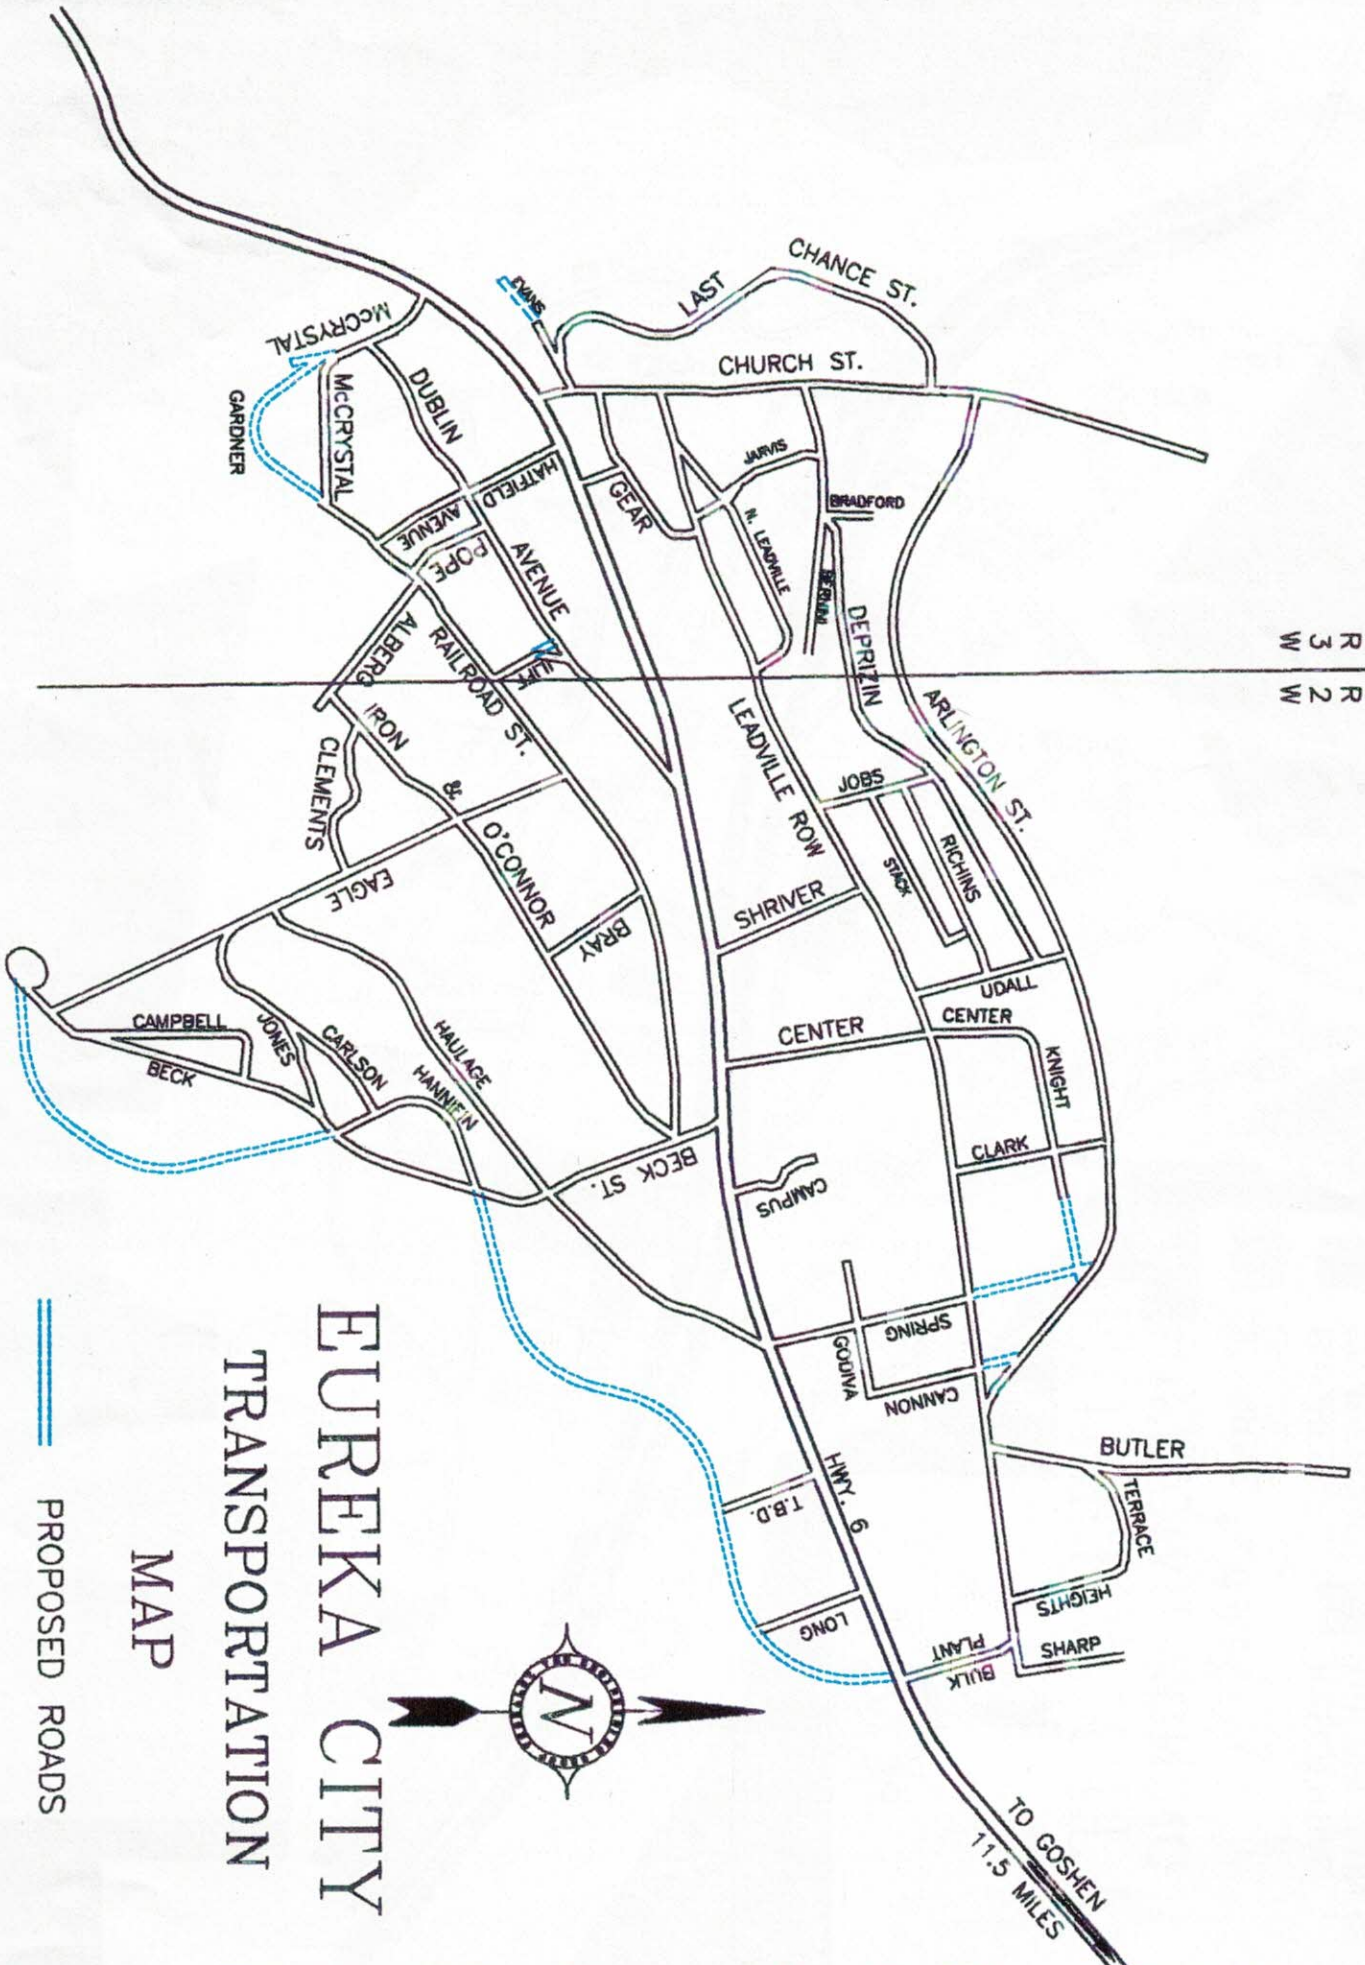 R 3 W
R 2 W
CHANCE ST.
LAST
CHURCH ST.
EVANS
McCRYSTAL
McCRYSTAL
GARDNER
DUBLIN
AVENUE
HATFIELD
AVENUE
POPE
GEAR
JARVIS
BRADFORD
N. LEADVILLE
DEPRIZIN
ARLINGTON ST.
LEADVILLE ROW
JOBS
RICHINS
STACK
SHRIVER
UDALL
CENTER
CENTER
KNIGHT
CLARK
ALBERG
RAILROAD ST.
IRON
&
O'CONNOR
CLEMENTS
EAGLE
BRAY
CAMPBELL
BECK
JONES
CARLSON
HAULAGE
HANNIFIN
BECK ST.
CAMPUS
SPRING
GODIVA
CANNON
BUTLER
TERRACE
HEIGHTS
SHARP
BULK
PLANT
HWY. 6
T.B.D.
LONG
TO GOSHEN
11.5 MILES
N
EUREKA CITY
TRANSPORTATION
MAP
PROPOSED ROADS